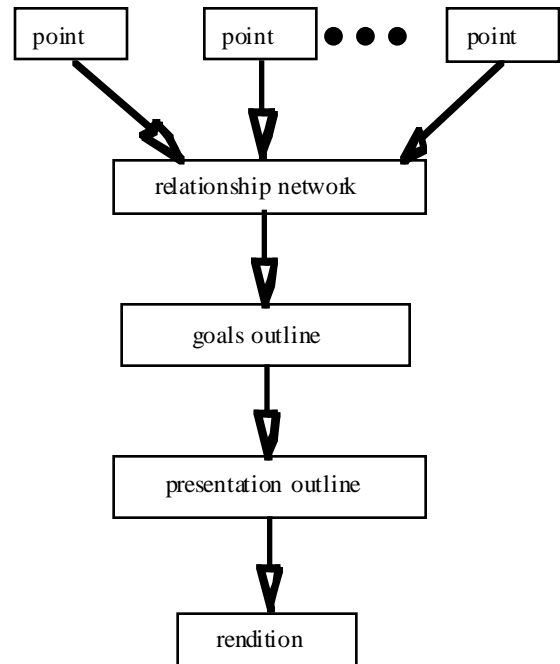 point point point
relationship network
goals outline
presentation outline
rendition